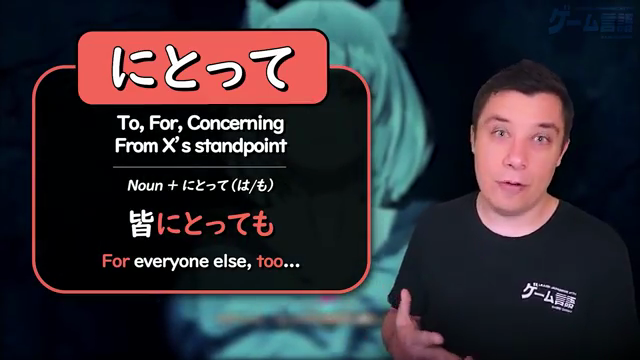 ゲーム言語
にとって
To, For, Concerning
From X's standpoint
Noun + にとって (は/も)
皆にとっても
For everyone else, too...
ゲーム言語